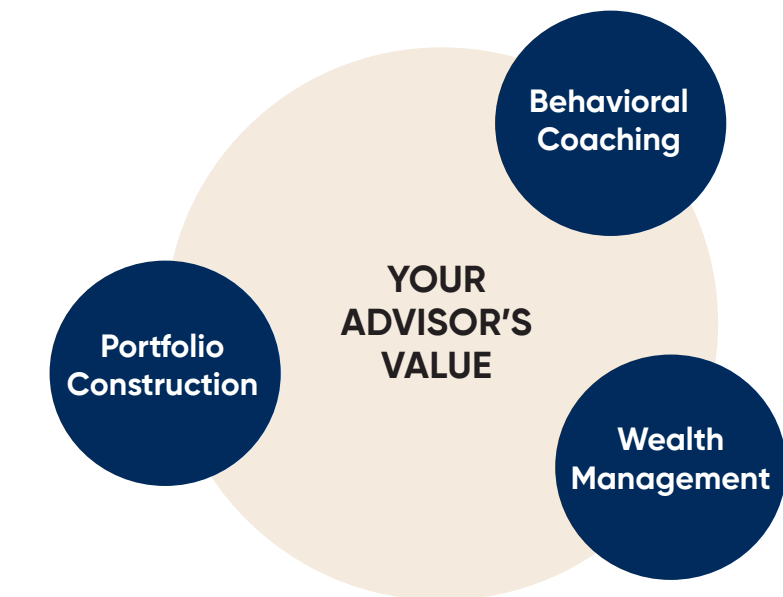 Behavioral
Coaching
YOUR
ADVISOR’S
VALUE
Portfolio
Construction
Wealth
Management